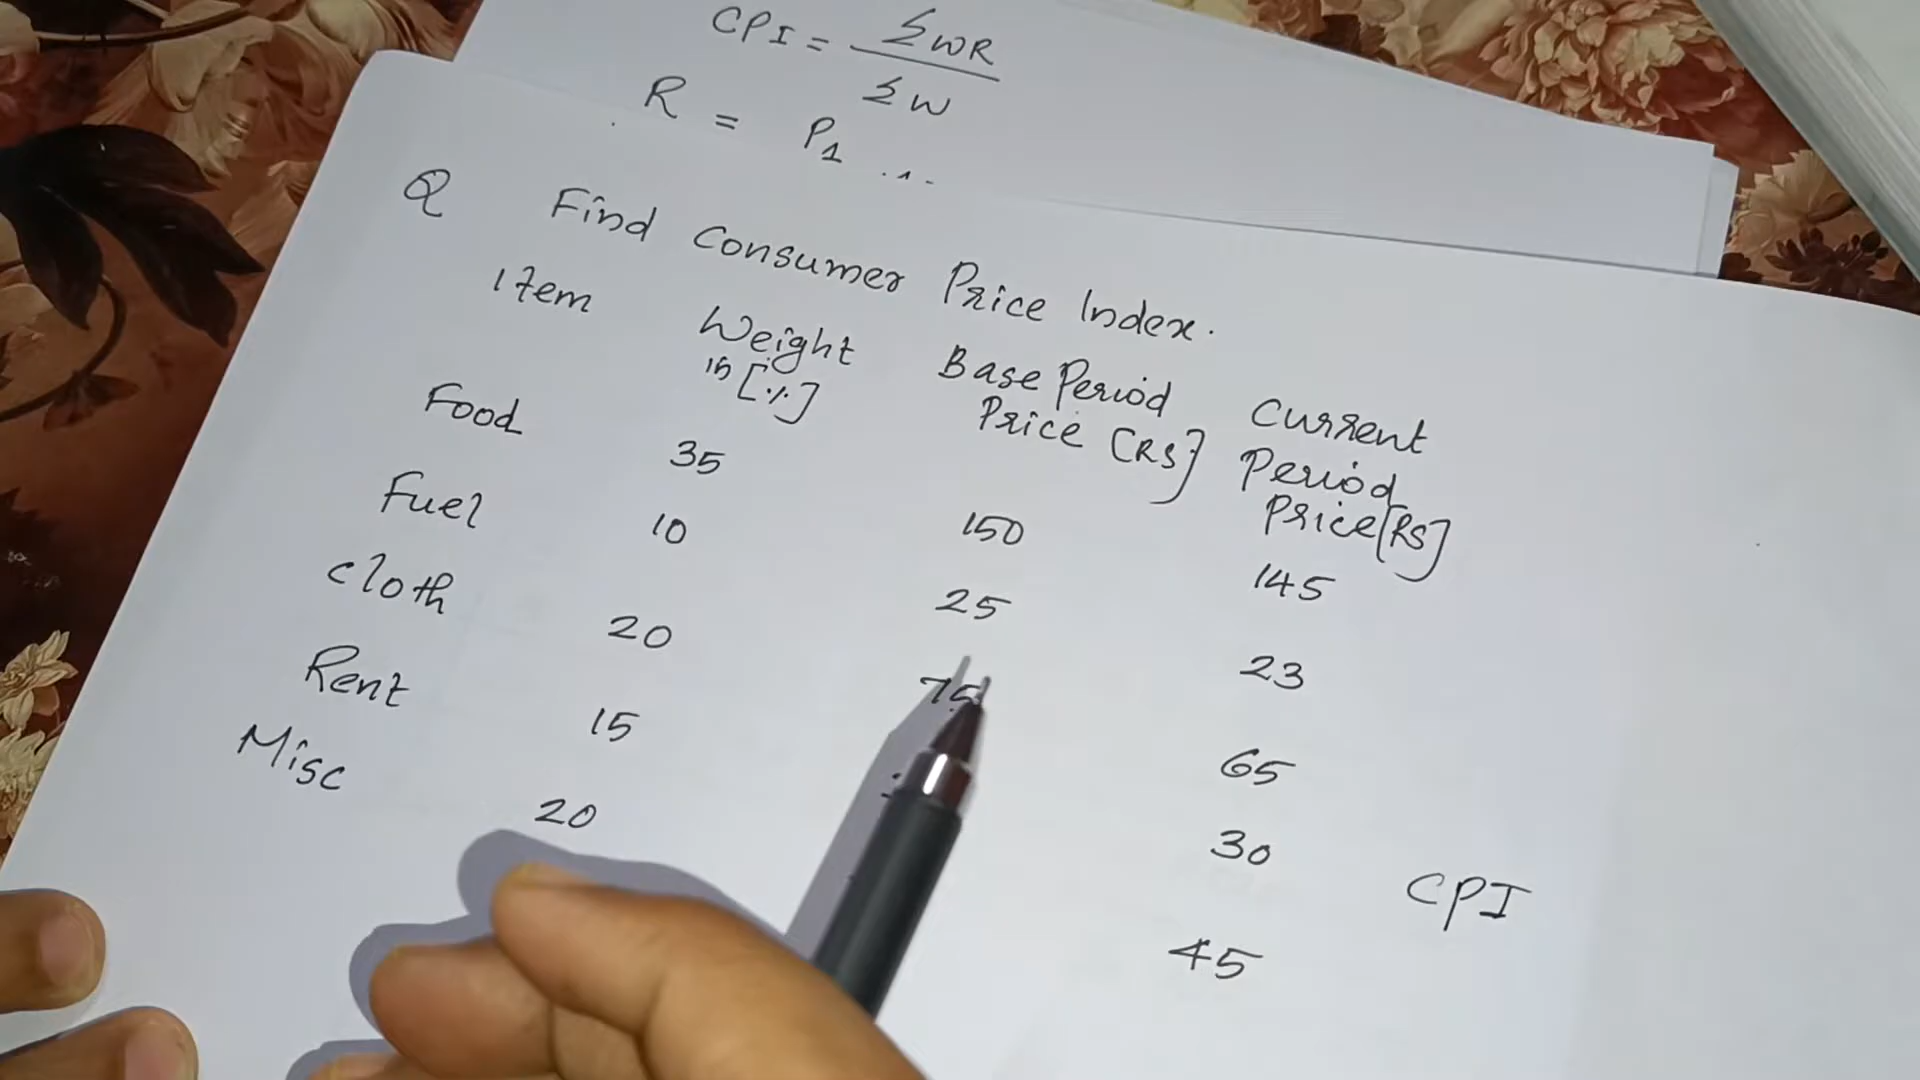 CPI = ΣWR
ΣW
R = P1 ...
Q Find Consumer Price Index.
Item Weight Base Period Current
in [%] Price [RS] Period
Price [RS]
Food 35 150 145
Fuel 10 25 23
Cloth 20 75 65
Rent 15 30
Misc 20 45
CPI